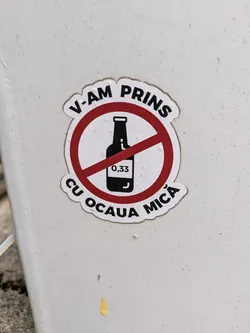 V-AM PRINS
0,33
CU OCAUA MICĂ